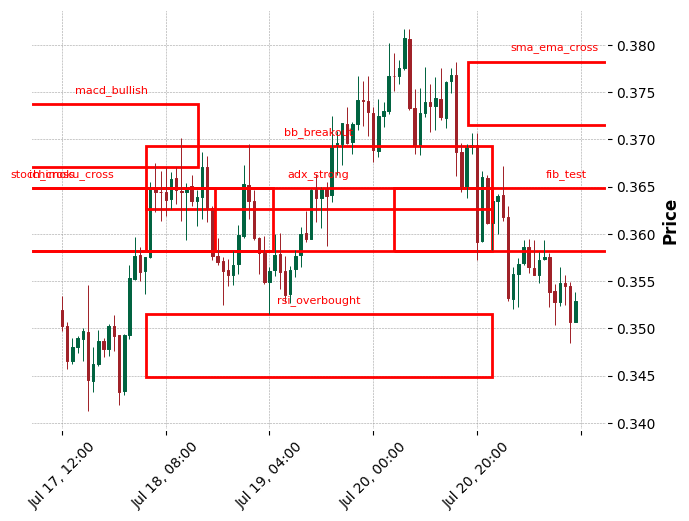 sma_ema_cross
0.380
0.375
macd_bullish
0.370
bb_breakout
0.365
stoch_cross
ichimoku_cross
adx_strong
fib_test
0.360
Price
0.355
rsi_overbought
0.350
0.345
0.340
Jul 17, 12:00
Jul 18, 08:00
Jul 19, 04:00
Jul 20, 00:00
Jul 20, 20:00